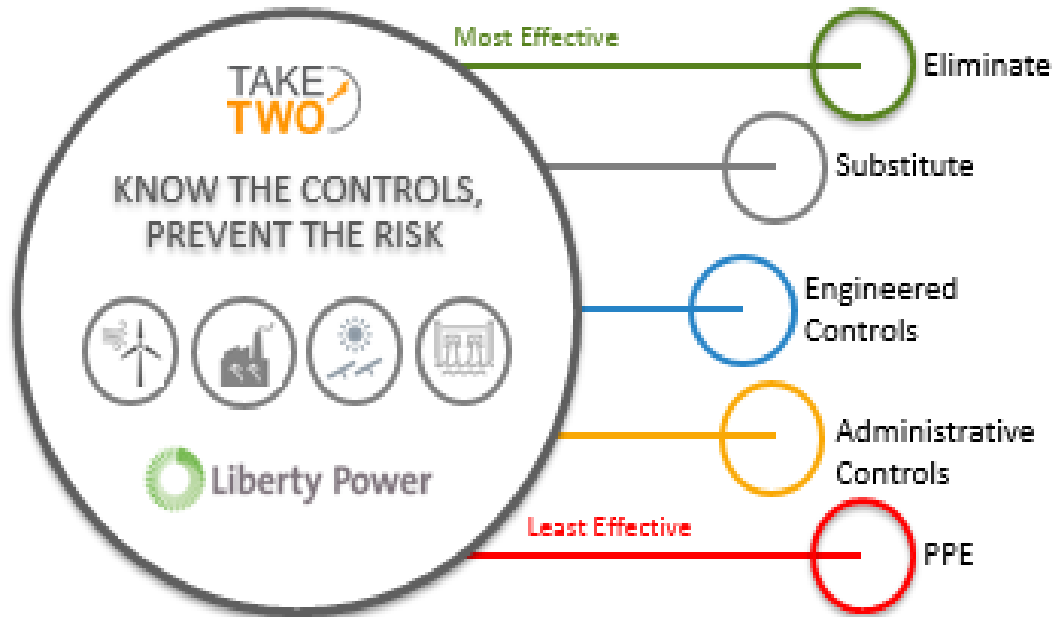 TAKE
TWO
KNOW THE CONTROLS,
PREVENT THE RISK
Liberty Power
Most Effective
Eliminate
Substitute
Engineered
Controls
Administrative
Controls
Least Effective
PPE